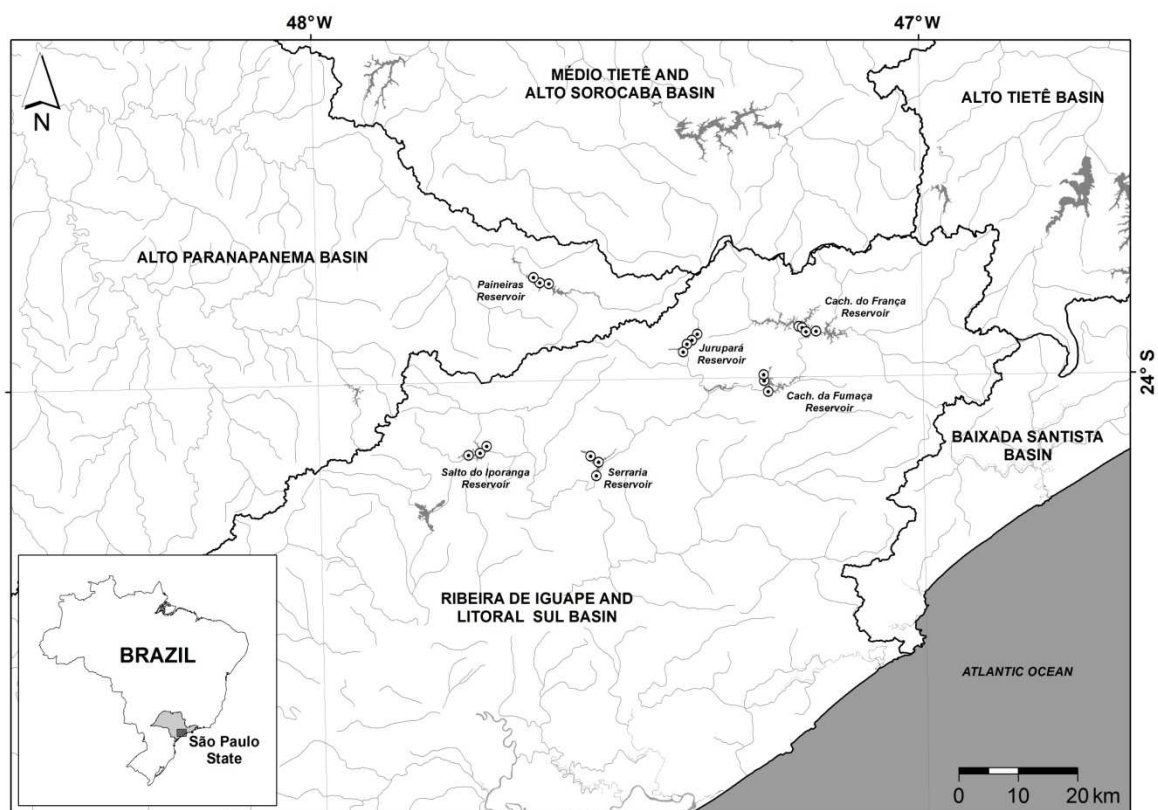 48°W
47°W
N
MÉDIO TIETÊ AND
ALTO SOROCABA BASIN
ALTO TIETÊ BASIN
ALTO PARANAPANEMA BASIN
Paineiras
Reservoir
Cach. do França
Reservoir
Jurupará
Reservoir
24° S
Cach. da Fumaça
Reservoir
BAIXADA SANTISTA
BASIN
Salto do Iporanga
Reservoir
Serraria
Reservoir
RIBEIRA DE IGUAPE AND
LITORAL SUL BASIN
BRAZIL
São Paulo
State
ATLANTIC OCEAN
0 10 20 km